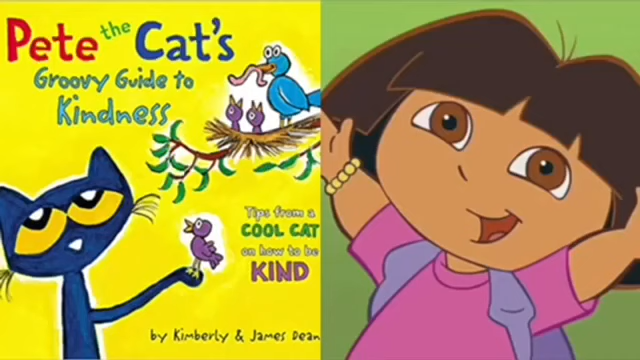 Pete the Cat's
Groovy Guide to
Kindness
Tips from a
COOL CAT
on how to be
KIND
by Kimberly & James Dean